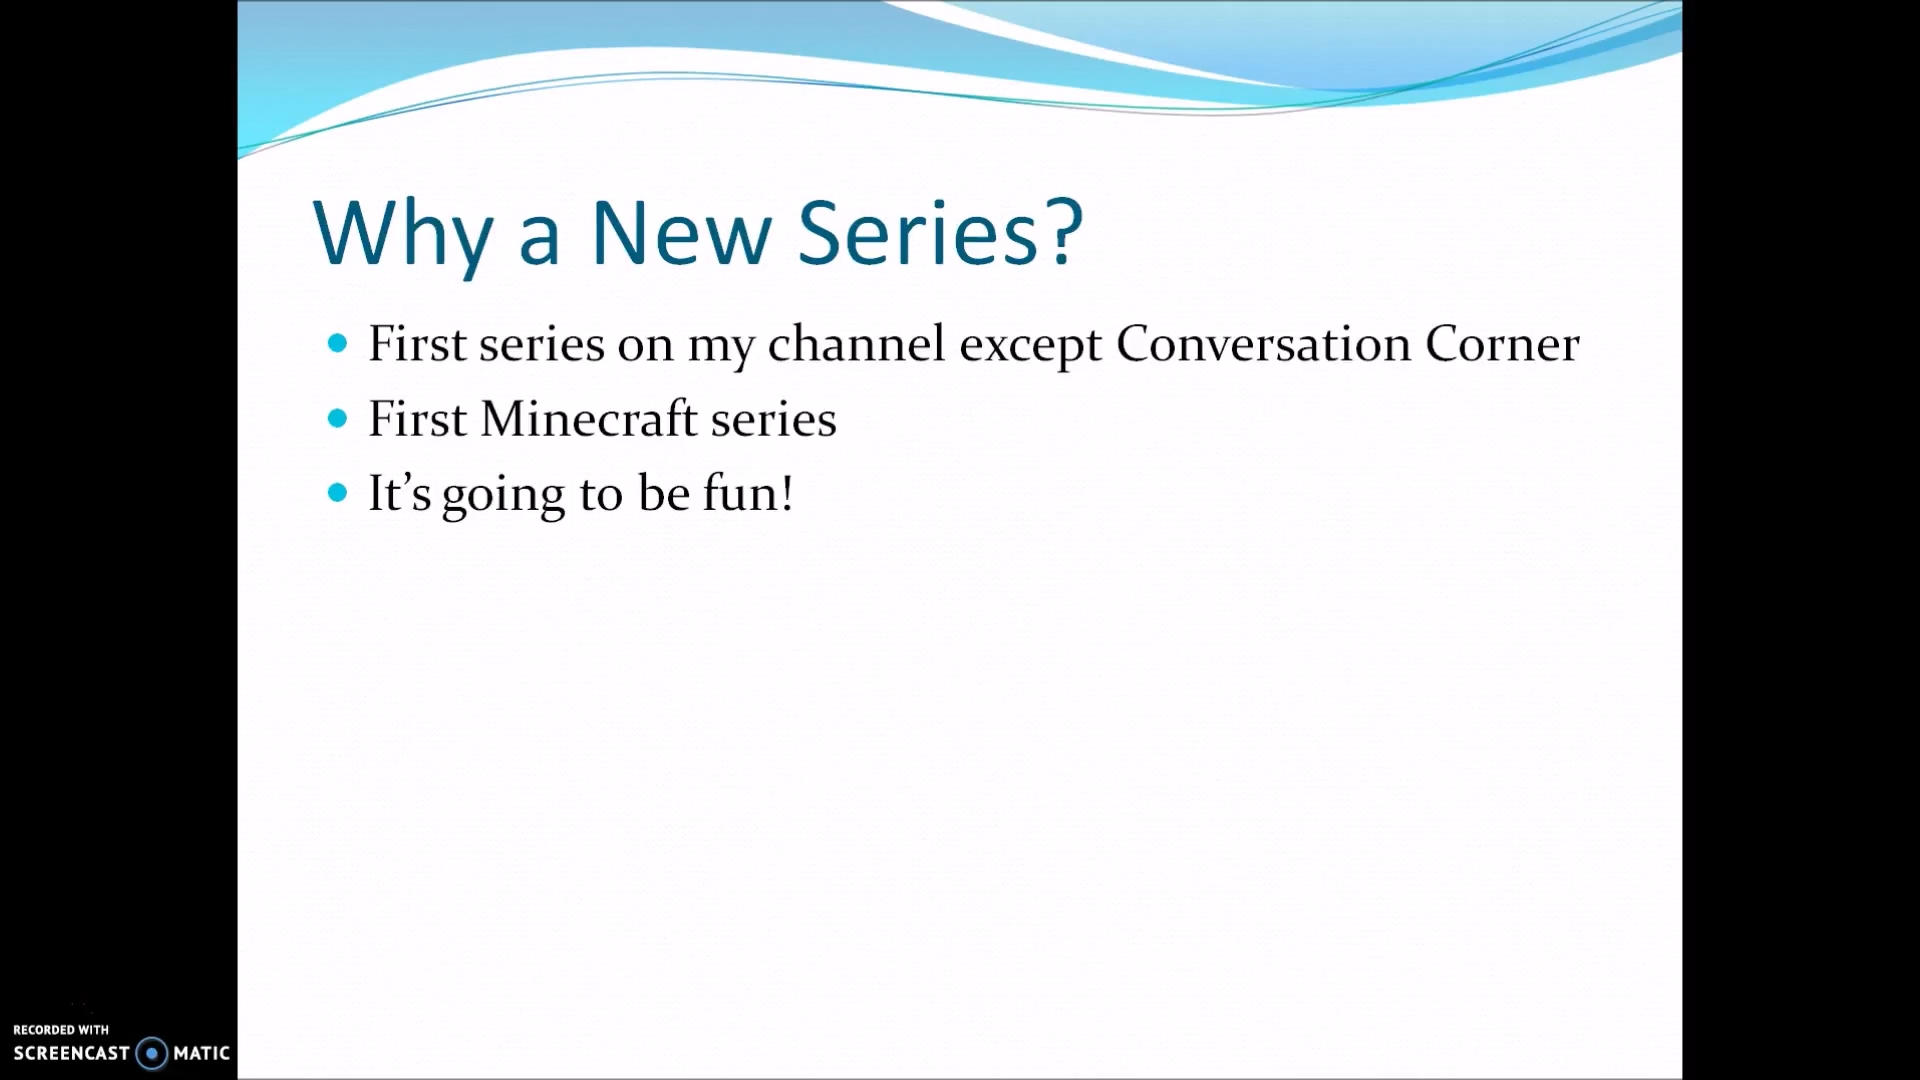 Why a New Series?
First series on my channel except Conversation Corner
First Minecraft series
It’s going to be fun!
RECORDED WITH
SCREENCAST MATIC